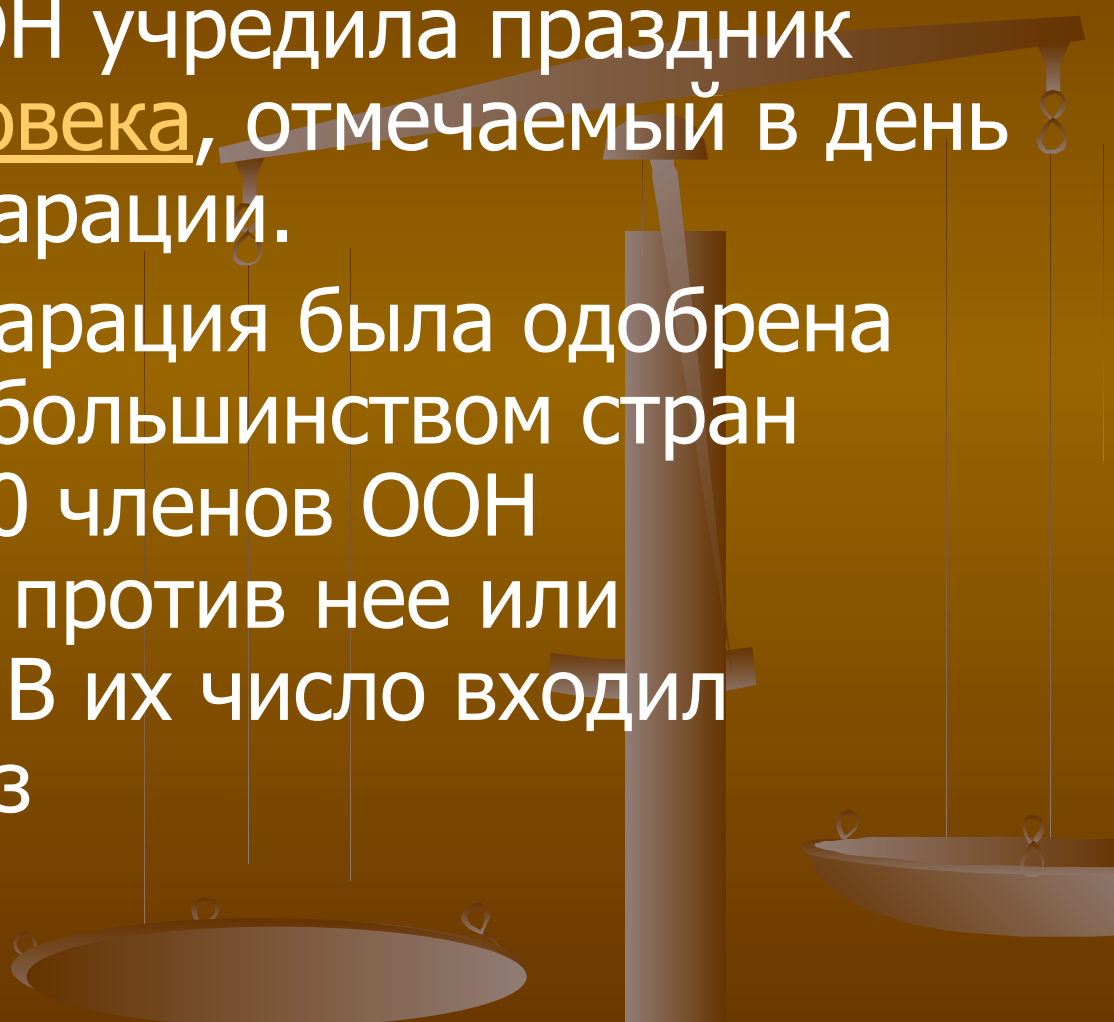 ОН учредила праздник
овека, отмечаемый в день
арации.
арация была одобрена
большинством стран
0 членов ООН
против нее или
В их число входил
з